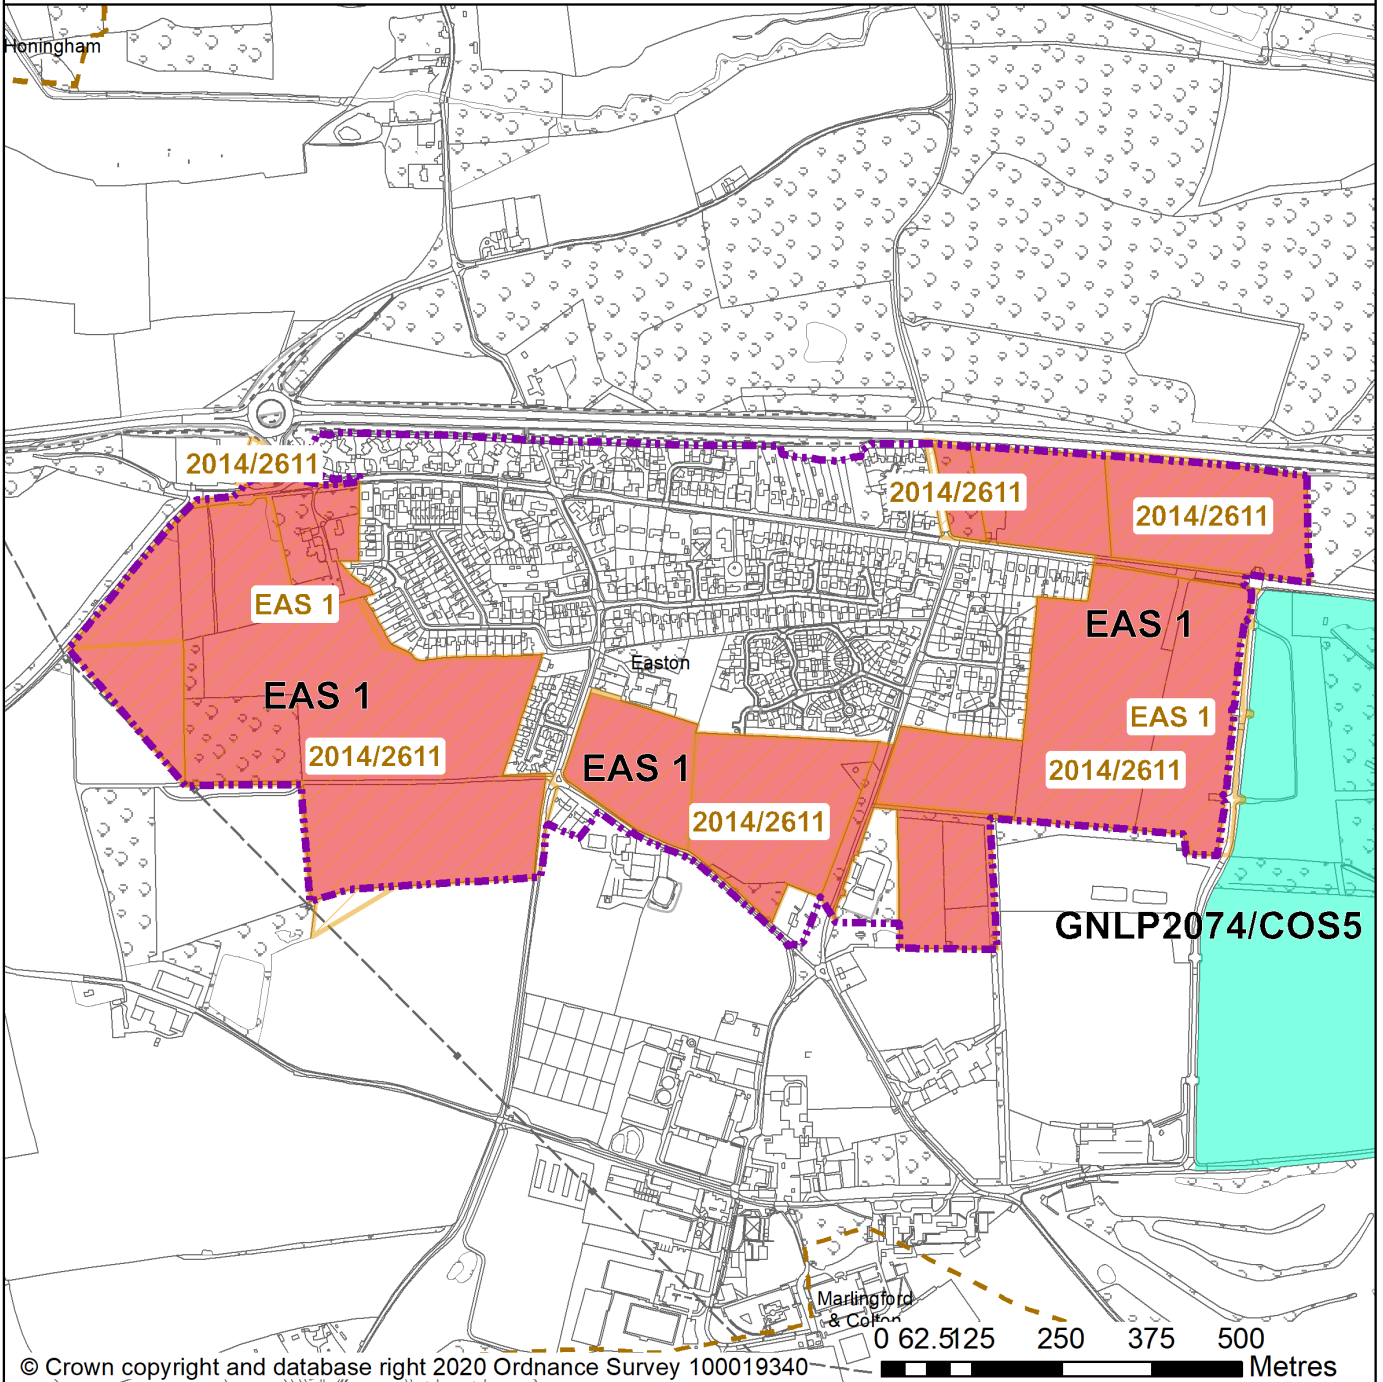 Honingham
2014/2611
2014/2611
2014/2611
EAS 1
EAS 1
Easton
EAS 1
EAS 1
2014/2611
EAS 1
2014/2611
2014/2611
GNLP2074/COS5
Marlingford
& Colton
0 62.5125 250 375 500
Metres
© Crown copyright and database right 2020 Ordnance Survey 100019340